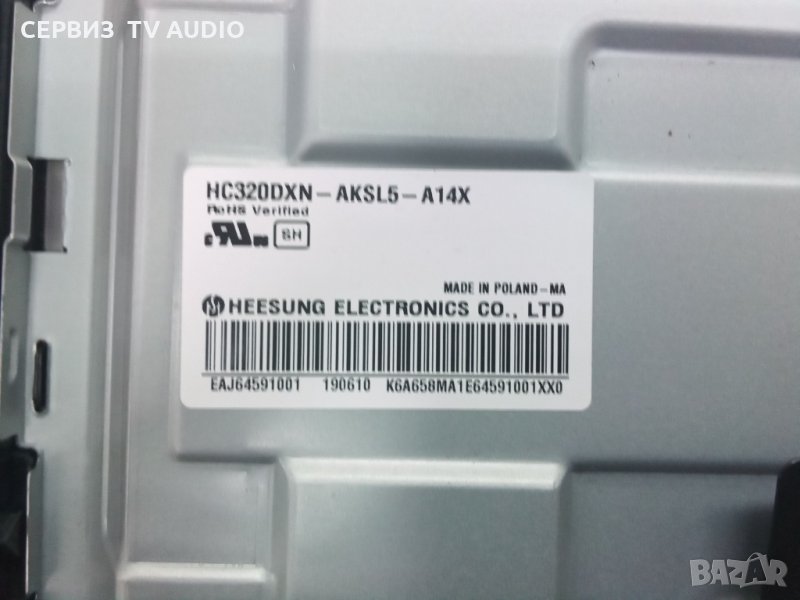 СЕРВИЗ TV AUDIO
HC320DXN-AKSL5-A14X
RoHS Verified
SH
MADE IN POLAND-MA
HEESUNG ELECTRONICS CO., LTD
EAJ64591001 190610 K6A658MA1E64591001XX0
BAZAR